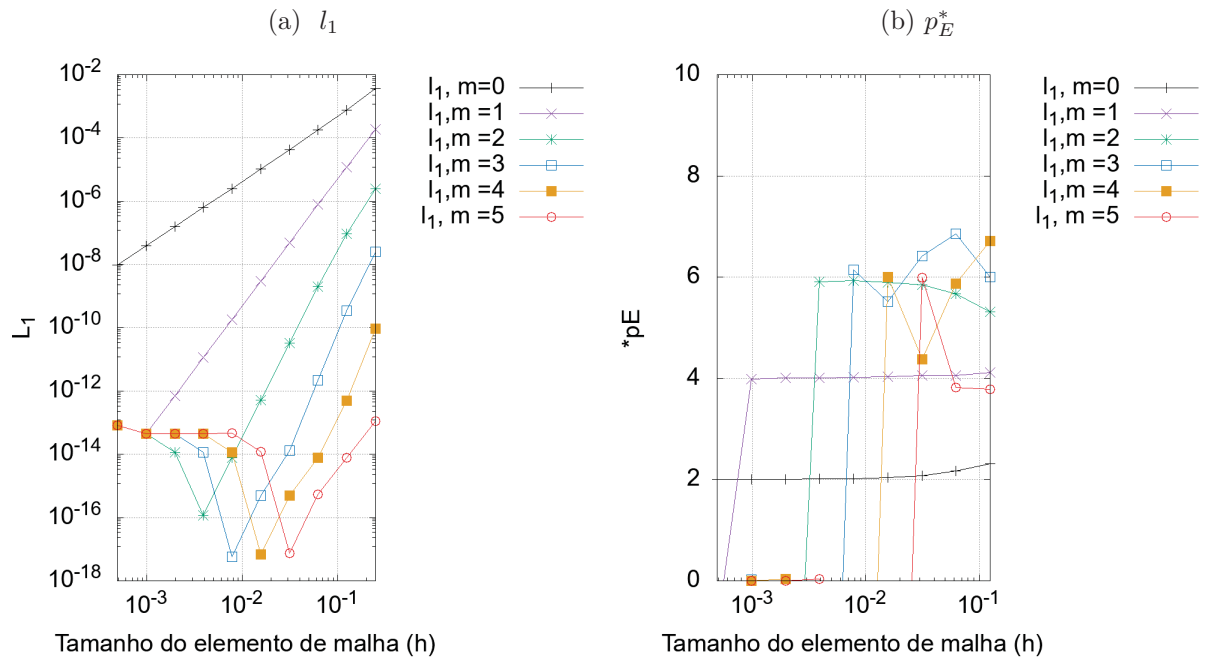 (a) l₁
10⁻²
10⁻⁴
10⁻⁶
10⁻⁸
10⁻¹⁰
10⁻¹²
10⁻¹⁴
10⁻¹⁶
10⁻¹⁸
L₁
10⁻³
10⁻²
10⁻¹
Tamanho do elemento de malha (h)
l₁, m=0
l₁,m =1
l₁,m =2
l₁,m =3
l₁,m =4
l₁, m =5
(b) p*_E
10
8
6
4
2
0
*pE
10⁻³
10⁻²
10⁻¹
Tamanho do elemento de malha (h)
l₁, m=0
l₁,m =1
l₁,m =2
l₁,m =3
l₁,m =4
l₁, m =5